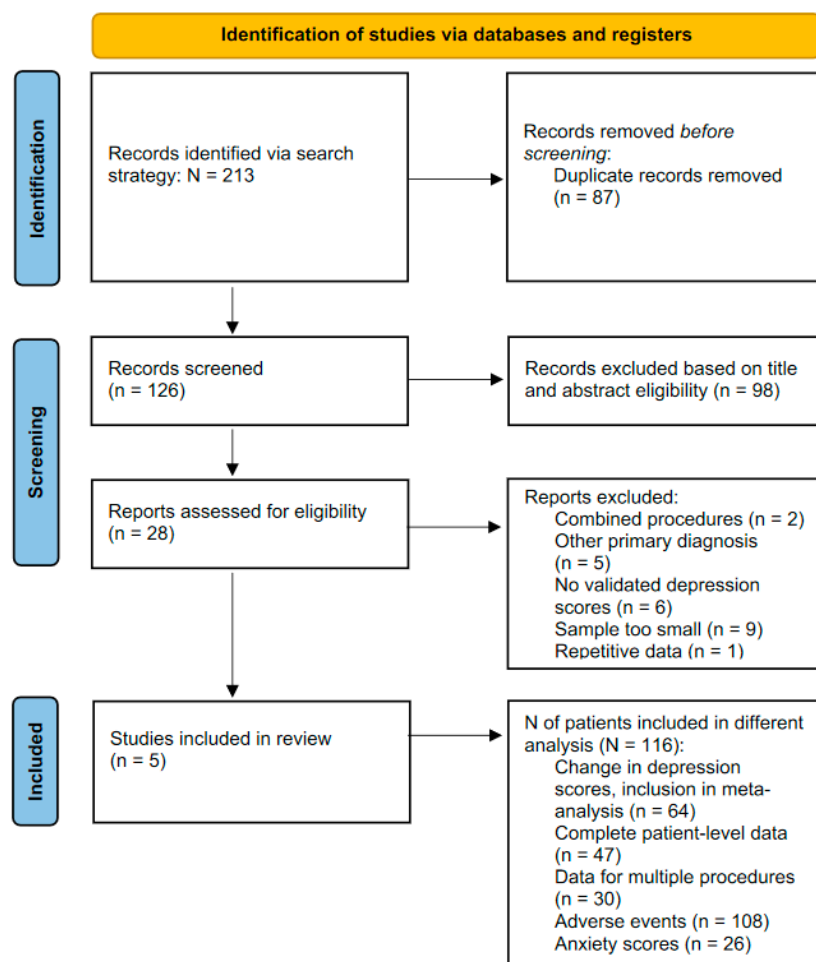 Identification of studies via databases and registers
Identification
Records identified via search
strategy: N = 213
Records removed before
screening:
Duplicate records removed
(n = 87)
Screening
Records screened
(n = 126)
Records excluded based on title
and abstract eligibility (n = 98)
Reports assessed for eligibility
(n = 28)
Reports excluded:
Combined procedures (n = 2)
Other primary diagnosis
(n = 5)
No validated depression
scores (n = 6)
Sample too small (n = 9)
Repetitive data (n = 1)
Included
Studies included in review
(n = 5)
N of patients included in different
analysis (N = 116):
Change in depression
scores, inclusion in meta-
analysis (n = 64)
Complete patient-level data
(n = 47)
Data for multiple procedures
(n = 30)
Adverse events (n = 108)
Anxiety scores (n = 26)